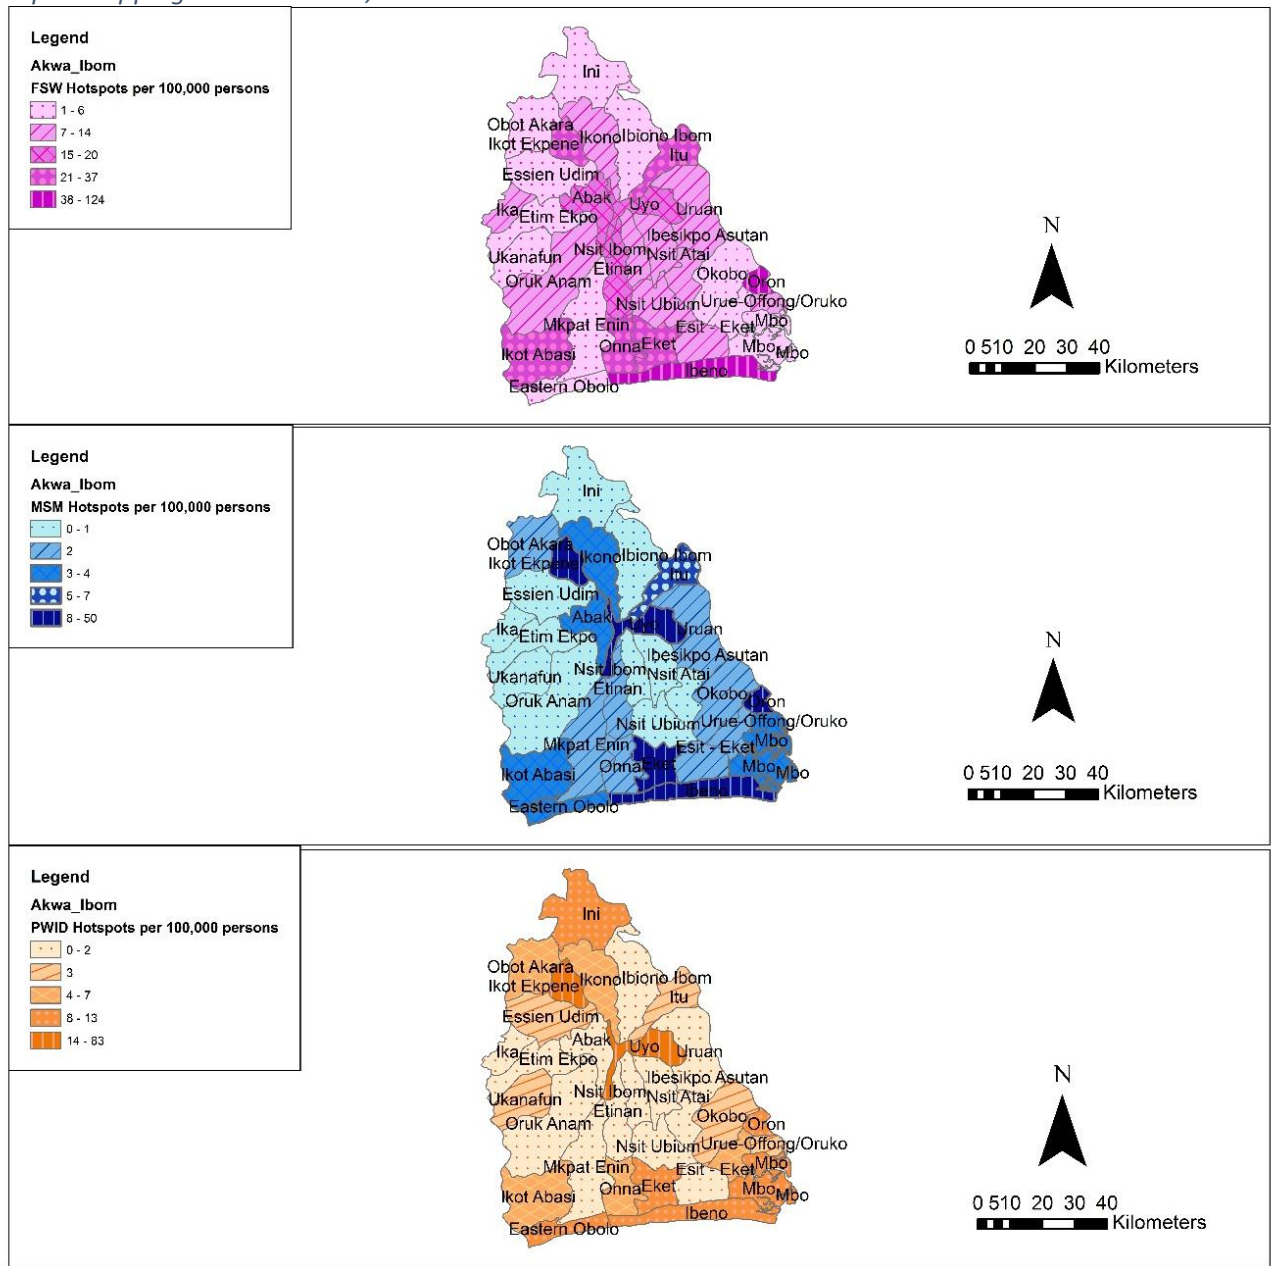 Legend
Akwa_Ibom
FSW Hotspots per 100,000 persons
1 - 6
7 - 14
15 - 20
21 - 37
38 - 124
Ini
Obot Akara
Ikot Ekpene
Ikono
Ibiono Ibom
Itu
Essien Udim
Abak
Uyo
Uruan
Ika
Etim Ekpo
Ibesikpo Asutan
Nsit Ibom
Nsit Atai
Ukanafun
Etinan
Okobo
Oron
Oruk Anam
Nsit Ubium
Urue-Offong/Oruko
Mkpat Enin
Esit - Eket
Mbo
Ikot Abasi
Onna
Eket
Mbo
Mbo
Ibeno
Eastern Obolo
N
0 5 10 20 30 40
Kilometers
Legend
Akwa_Ibom
MSM Hotspots per 100,000 persons
0 - 1
2
3 - 4
5 - 7
8 - 50
Ini
Obot Akara
Ikot Ekpene
Ikono
Ibiono Ibom
Itu
Essien Udim
Abak
Uyo
Uruan
Ika
Etim Ekpo
Ibesikpo Asutan
Nsit Ibom
Nsit Atai
Ukanafun
Etinan
Okobo
Oron
Oruk Anam
Nsit Ubium
Urue-Offong/Oruko
Mkpat Enin
Esit - Eket
Mbo
Ikot Abasi
Onna
Eket
Mbo
Mbo
Ibeno
Eastern Obolo
N
0 5 10 20 30 40
Kilometers
Legend
Akwa_Ibom
PWID Hotspots per 100,000 persons
0 - 2
3
4 - 7
8 - 13
14 - 83
Ini
Obot Akara
Ikot Ekpene
Ikono
Ibiono Ibom
Itu
Essien Udim
Abak
Uyo
Uruan
Ika
Etim Ekpo
Ibesikpo Asutan
Nsit Ibom
Nsit Atai
Ukanafun
Etinan
Okobo
Oron
Oruk Anam
Nsit Ubium
Urue-Offong/Oruko
Mkpat Enin
Esit - Eket
Mbo
Ikot Abasi
Onna
Eket
Mbo
Mbo
Ibeno
Eastern Obolo
N
0 5 10 20 30 40
Kilometers